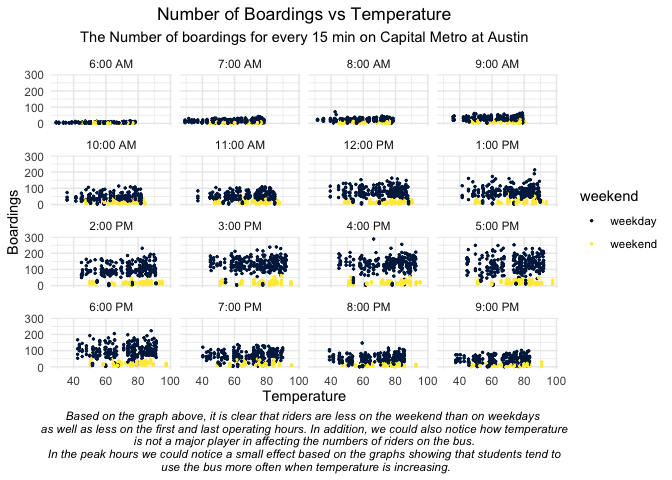 Number of Boardings vs Temperature
The Number of boardings for every 15 min on Capital Metro at Austin
6:00 AM 7:00 AM 8:00 AM 9:00 AM
300
200
100
0
10:00 AM 11:00 AM 12:00 PM 1:00 PM
300
200
100
0
2:00 PM 3:00 PM 4:00 PM 5:00 PM
300
200
100
0
6:00 PM 7:00 PM 8:00 PM 9:00 PM
300
200
100
0
40 60 80 100 40 60 80 100 40 60 80 100 40 60 80 100
Boardings
Temperature
weekend
weekday
weekend
Based on the graph above, it is clear that riders are less on the weekend than on weekdays
as well as less on the first and last operating hours. In addition, we could also notice how temperature
is not a major player in affecting the numbers of riders on the bus.
In the peak hours we could notice a small effect based on the graphs showing that students tend to
use the bus more often when temperature is increasing.